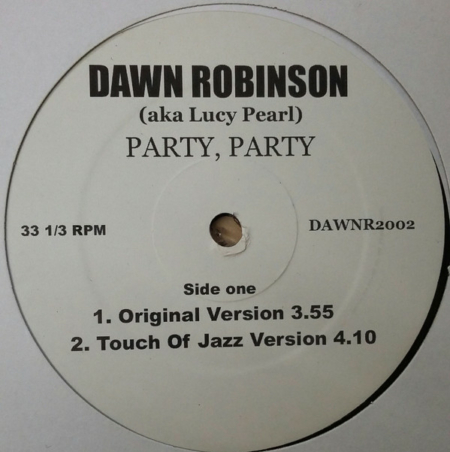 DAWN ROBINSON
(aka Lucy Pearl)
PARTY, PARTY
33 1/3 RPM
DAWNR2002
Side one
1. Original Version 3.55
2. Touch Of Jazz Version 4.10